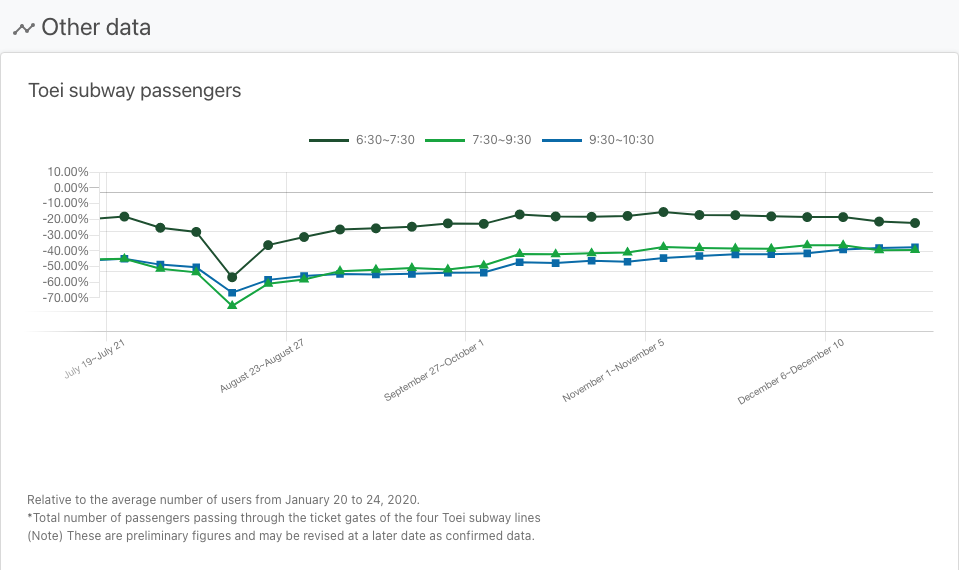 Other data
Toei subway passengers
6:30~7:30 7:30~9:30 9:30~10:30
10.00%
0.00%
-10.00%
-20.00%
-30.00%
-40.00%
-50.00%
-60.00%
-70.00%
July 19~July 21
August 23~August 27
September 27~October 1
November 1~November 5
December 6~December 10
Relative to the average number of users from January 20 to 24, 2020.
*Total number of passengers passing through the ticket gates of the four Toei subway lines
(Note) These are preliminary figures and may be revised at a later date as confirmed data.